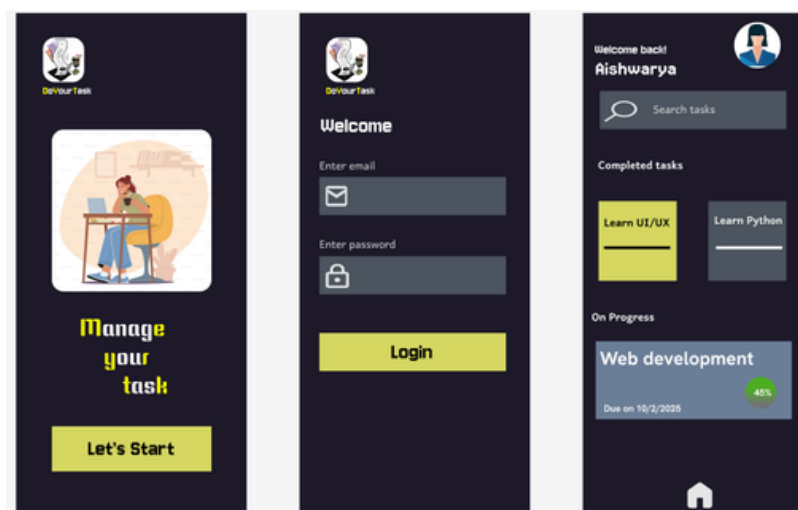 DoYourTask
Manage
your
task
Let's Start
DoYourTask
Welcome
Enter email
Enter password
Login
Welcome back!
Aishwarya
Search tasks
Completed tasks
Learn UI/UX
Learn Python
On Progress
Web development
45%
Due on 10/2/2025